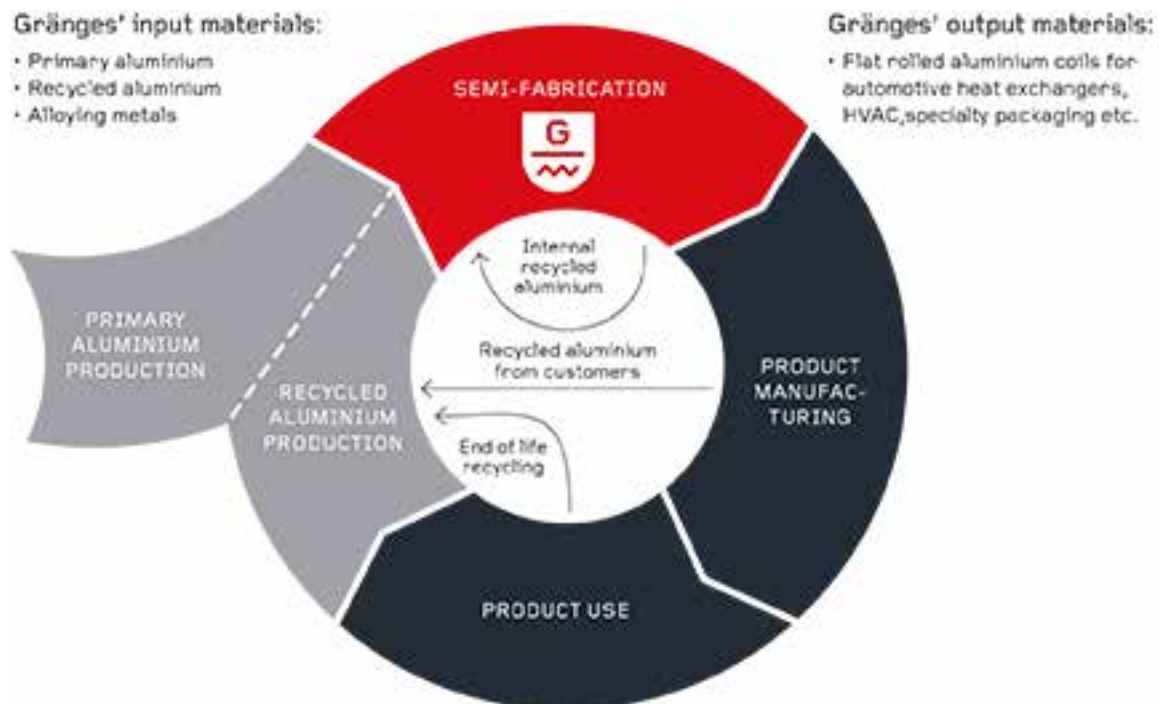 Gränges' input materials:
• Primary aluminium
• Recycled aluminium
• Alloying metals
Gränges' output materials:
• Flat rolled aluminium coils for
automotive heat exchangers,
HVAC,specialty packaging etc.
SEMI-FABRICATION
G
Internal
recycled
aluminium
PRIMARY
ALUMINIUM
PRODUCTION
Recycled aluminium
from customers
PRODUCT
MANUFAC-
TURING
RECYCLED
ALUMINIUM
PRODUCTION
End of life
recycling
PRODUCT USE